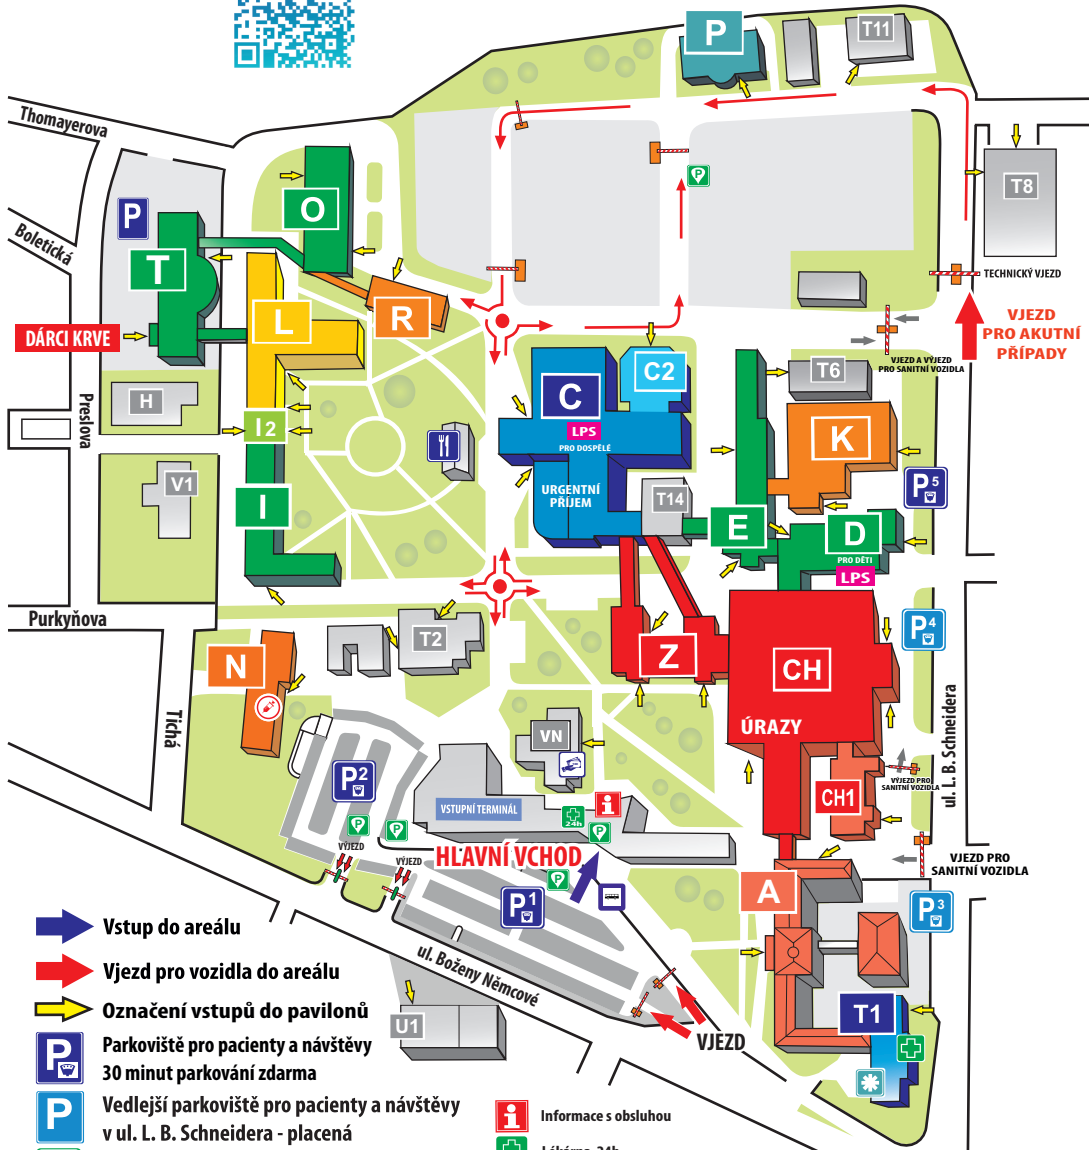 P
T11
Thomayerova
T8
O
P
Boletická
T
TECHNICKÝ VJEZD
L
R
DÁRCI KRVE
VJEZD
PRO AKUTNÍ
PŘÍPADY
VJEZD A VÝJEZD
PRO SANITNÍ VOZIDLA
C2
T6
C
H
Preslova
LPS
PRO DOSPĚLÉ
I2
K
V1
URGENTNÍ
PŘÍJEM
P5
T14
I
E
D
PRO DĚTI
LPS
Purkyňova
P4
T2
N
Z
CH
Tichá
ÚRAZY
ul. L. B. Schneidera
VN
VÝJEZD PRO
SANITNÍ VOZIDLA
P2
CH1
VSTUPNÍ TERMINÁL
24h
P
P
P
P
VÝJEZD
VÝJEZD
HLAVNÍ VCHOD
VJEZD PRO
SANITNÍ VOZIDLA
P
A
P1
P3
Vstup do areálu
ul. Boženy Němcové
Vjezd pro vozidla do areálu
Označení vstupů do pavilonů
T1
U1
VJEZD
P
Parkoviště pro pacienty a návštěvy
30 minut parkování zdarma
P
Vedlejší parkoviště pro pacienty a návštěvy
v ul. L. B. Schneidera - placená
Informace s obsluhou